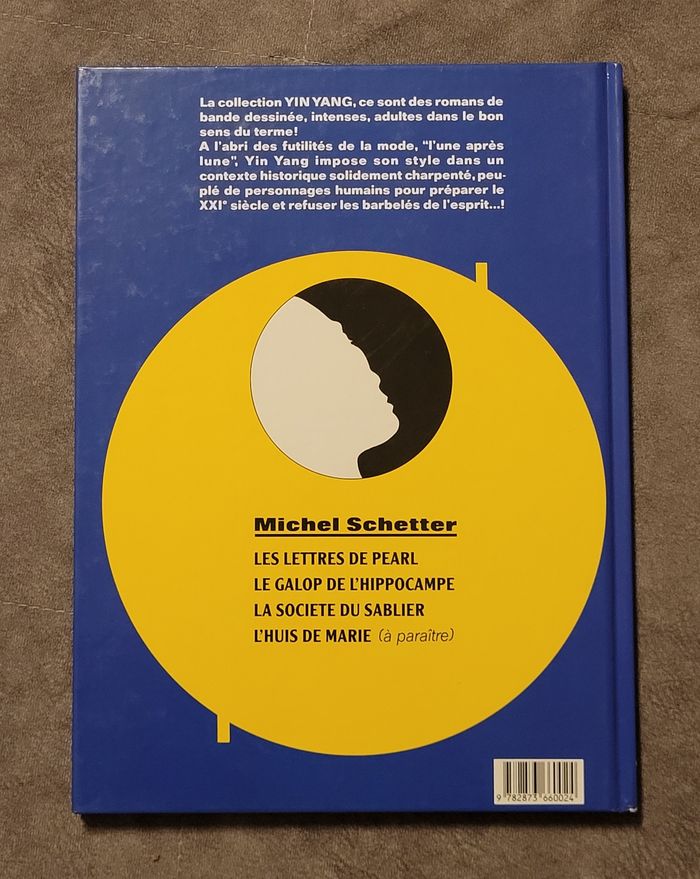 La collection YIN YANG, ce sont des romans de
bande dessinée, intenses, adultes dans le bon
sens du terme!
A l'abri des futilités de la mode, "l'une après
lune", Yin Yang impose son style dans un
contexte historique solidement charpenté, peu-
plé de personnages humains pour préparer le
XXIe siècle et refuser les barbelés de l'esprit...!
Michel Schetter
LES LETTRES DE PEARL
LE GALOP DE L'HIPPOCAMPE
LA SOCIETE DU SABLIER
L'HUIS DE MARIE (à paraître)
9 782873 660024